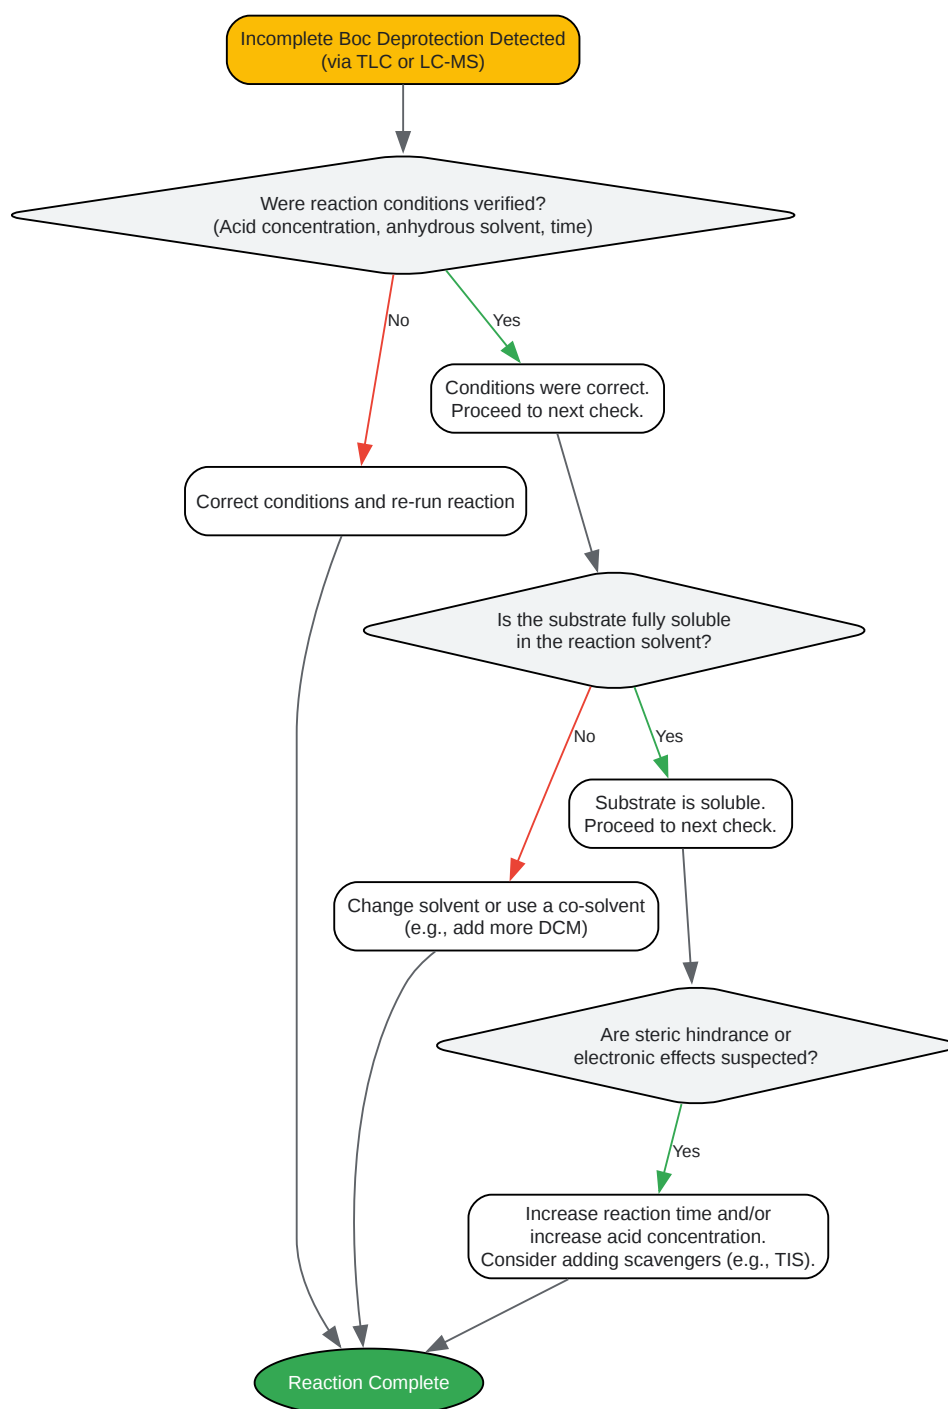 Incomplete Boc Deprotection Detected
(via TLC or LC-MS)
Were reaction conditions verified?
(Acid concentration, anhydrous solvent, time)
No
Yes
Conditions were correct.
Proceed to next check.
Correct conditions and re-run reaction
Is the substrate fully soluble
in the reaction solvent?
No
Yes
Substrate is soluble.
Proceed to next check.
Change solvent or use a co-solvent
(e.g., add more DCM)
Are steric hindrance or
electronic effects suspected?
Yes
Increase reaction time and/or
increase acid concentration.
Consider adding scavengers (e.g., TIS).
Reaction Complete